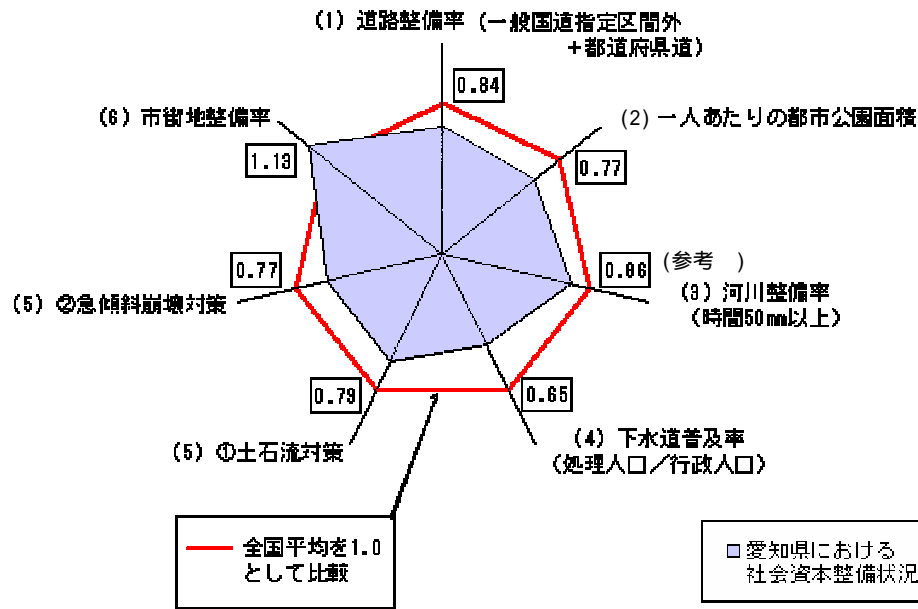 (1) 道路整備率 (一般国道指定区間外
+都道府県道)
0.84
(6) 市街地整備率
(2) 一人あたりの都市公園面積
1.13
0.77
0.77
0.86
(参考 )
(5) ②急傾斜崩壊対策
(3) 河川整備率
(時間50mm以上)
0.79
0.65
(5) ①土石流対策
(4) 下水道普及率
(処理人口/行政人口)
全国平均を1.0
として比較
愛知県における
社会資本整備状況